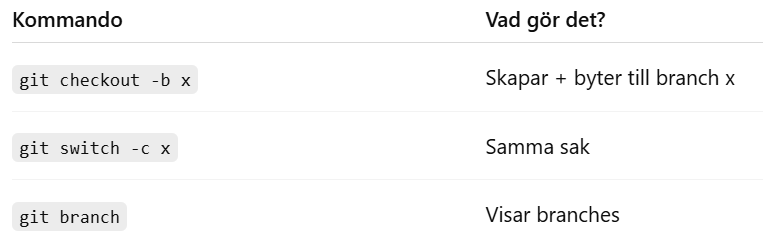 Kommando Vad gör det?
git checkout -b x Skapar + byter till branch x
git switch -c x Samma sak
git branch Visar branches